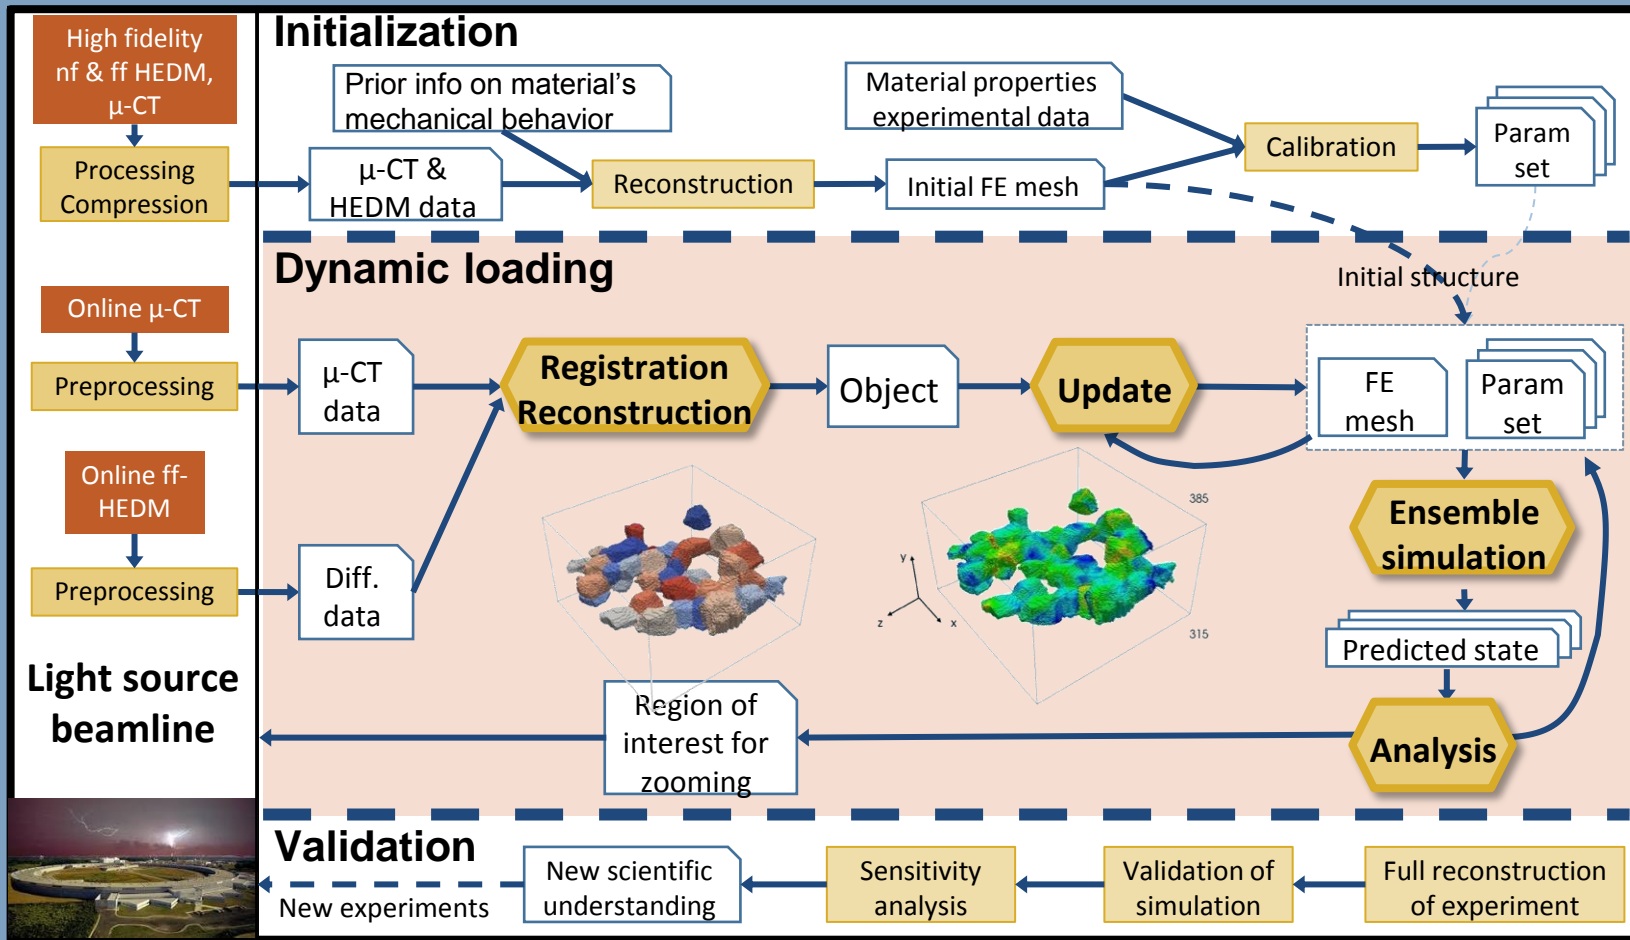 High fidelity
nf & ff HEDM,
μ-CT
Processing
Compression
Online μ-CT
Preprocessing
Online ff-
HEDM
Preprocessing
Light source
beamline
Initialization
Prior info on material’s
mechanical behavior
μ-CT &
HEDM data
Reconstruction
Initial FE mesh
Material properties
experimental data
Calibration
Param
set
Dynamic loading
Initial structure
μ-CT
data
Registration
Reconstruction
Object
Update
FE
mesh
Param
set
Diff.
data
385
315
y
z
x
Ensemble
simulation
Predicted state
Analysis
Region of
interest for
zooming
Validation
New experiments
New scientific
understanding
Sensitivity
analysis
Validation of
simulation
Full reconstruction
of experiment